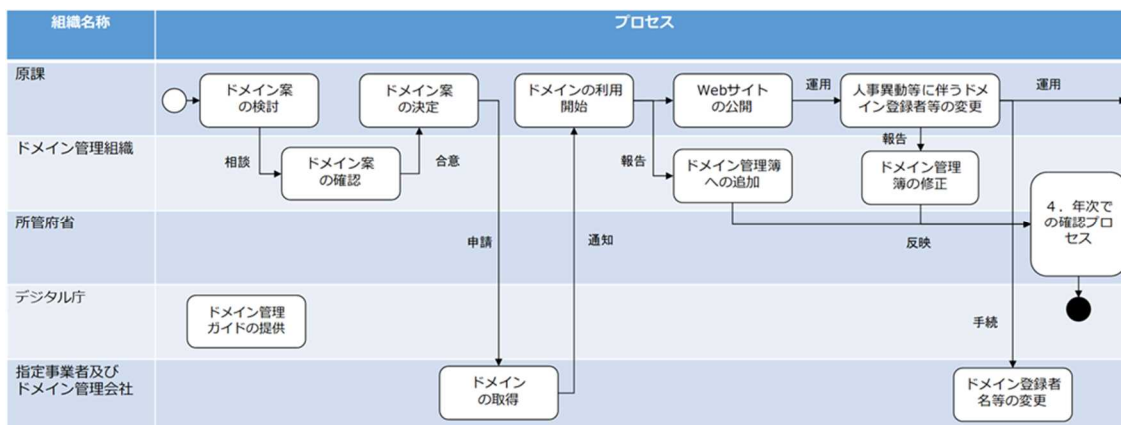 組織名称
プロセス
原課
ドメイン案
の検討
ドメイン案
の決定
ドメインの利用
開始
Webサイト
の公開
運用
人事異動等に伴うドメ
イン登録者等の変更
運用
ドメイン管理組織
相談
ドメイン案
の確認
合意
報告
ドメイン管理簿
への追加
報告
ドメイン管理
簿の修正
所管府省
申請
通知
反映
４．年次で
の確認プロ
セス
デジタル庁
ドメイン管理
ガイドの提供
手続
指定事業者及び
ドメイン管理会社
ドメイン
の取得
ドメイン登録者
名等の変更